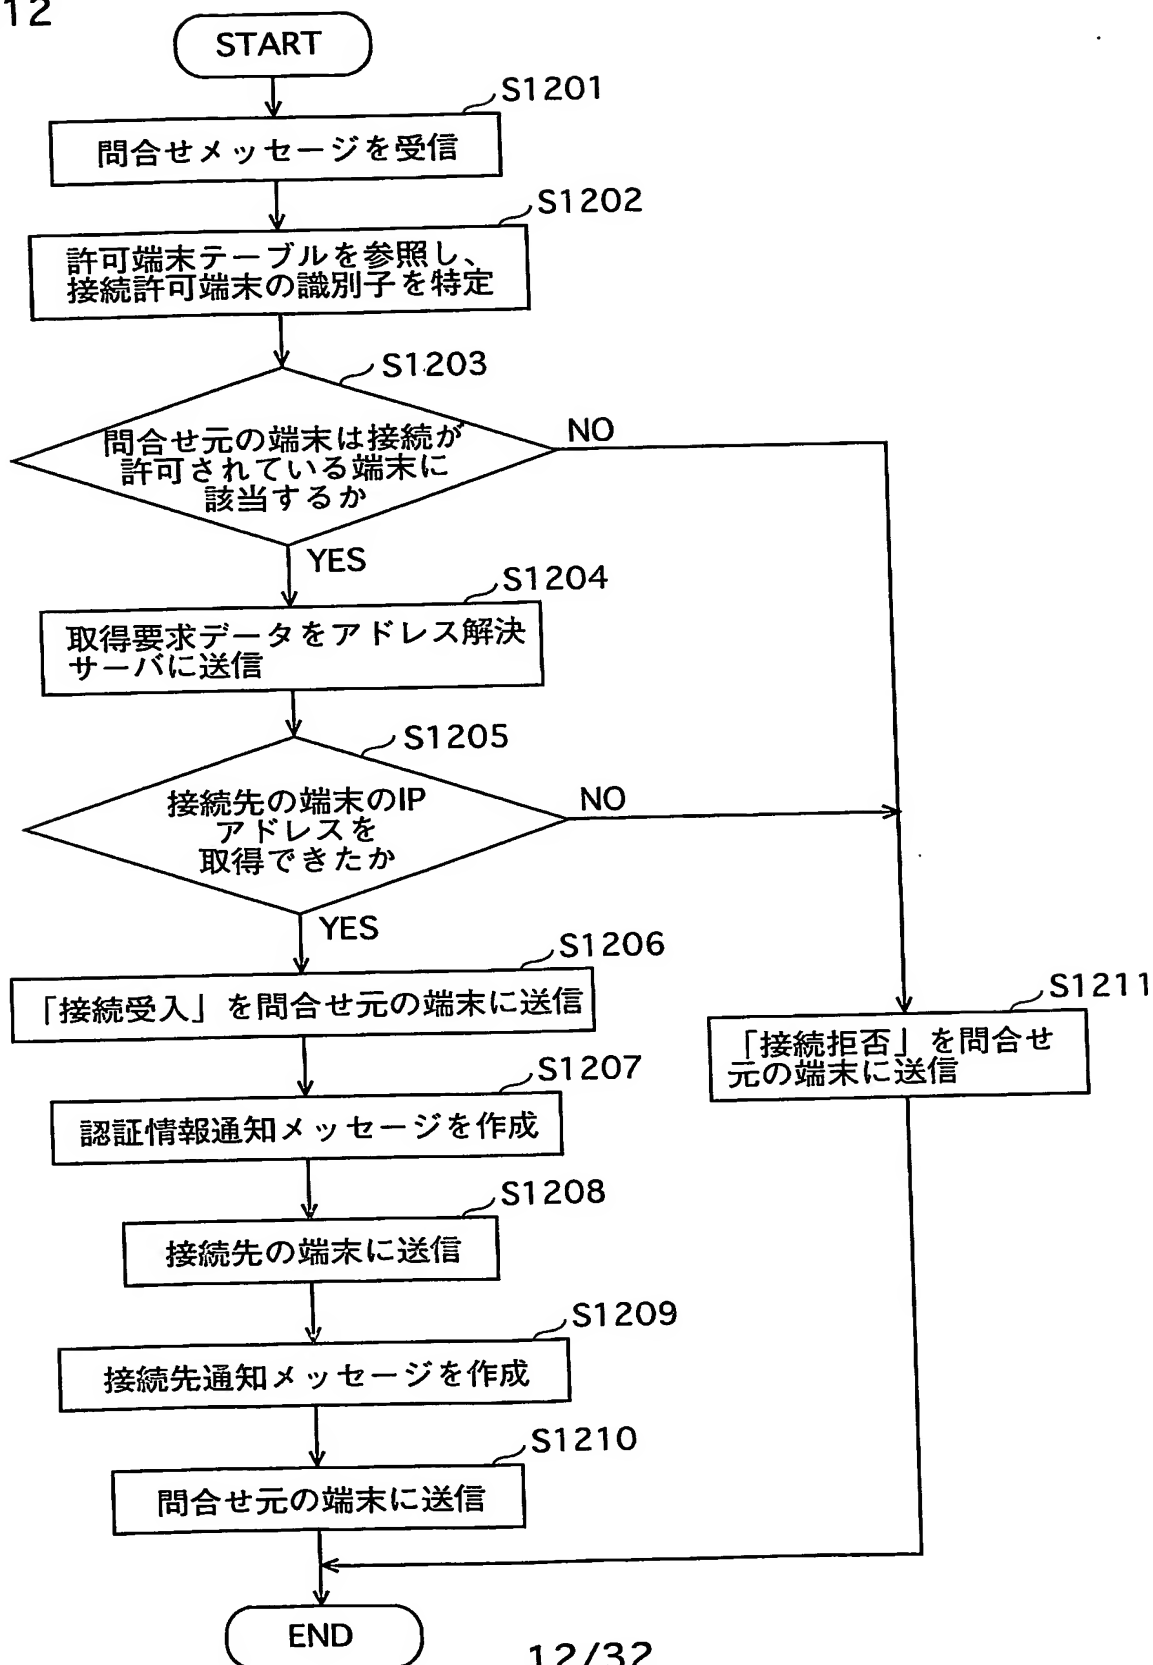 12
START
S1201
問合せメッセージを受信
S1202
許可端末テーブルを参照し、
接続許可端末の識別子を特定
S1203
問合せ元の端末は接続が
許可されている端末に
該当するか
NO
YES
S1204
取得要求データをアドレス解決
サーバに送信
S1205
接続先の端末のIP
アドレスを
取得できたか
NO
YES
S1206
「接続受入」を問合せ元の端末に送信
S1211
「接続拒否」を問合せ
元の端末に送信
S1207
認証情報通知メッセージを作成
S1208
接続先の端末に送信
S1209
接続先通知メッセージを作成
S1210
問合せ元の端末に送信
END
12/32